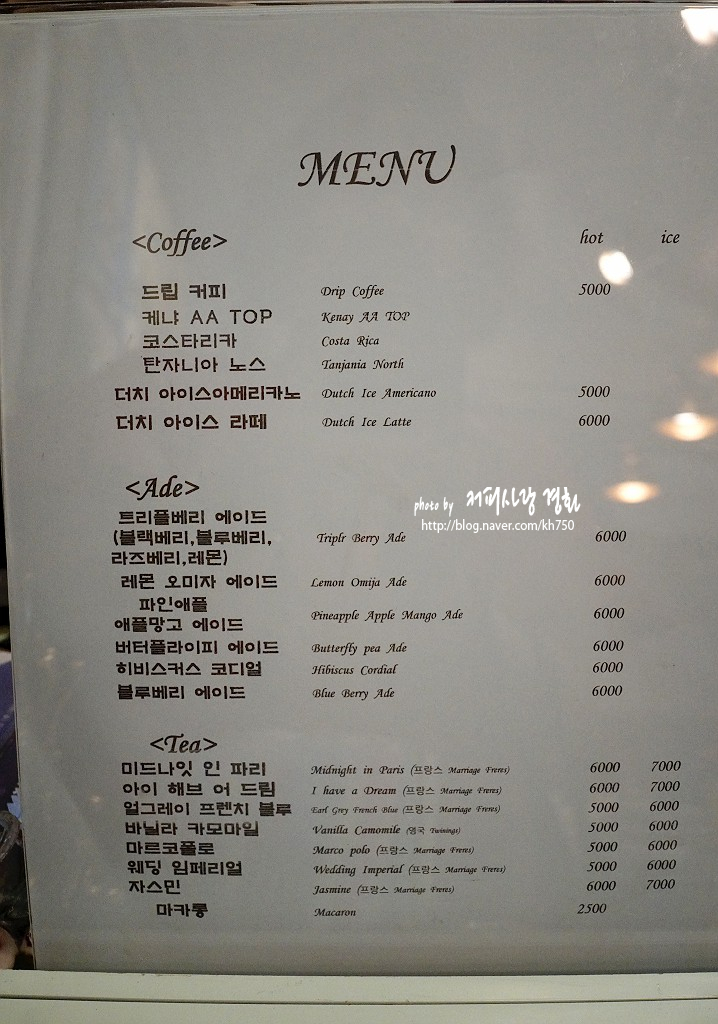 MENU
<Coffee> hot ice
드립 커피 Drip Coffee 5000
케냐 AA TOP Kenay AA TOP
코스타리카 Costa Rica
탄자니아 노스 Tanjania North
더치 아이스아메리카노 Dutch Ice Americano 5000
더치 아이스 라떼 Dutch Ice Latte 6000
<Ade>
photo by 커피사랑 경화
http://blog.naver.com/kh750
트리플베리 에이드
(블랙베리,블루베리, Triplr Berry Ade 6000
라즈베리,레몬)
레몬 오미자 에이드 Lemon Omija Ade 6000
파인애플
애플망고 에이드 Pineapple Apple Mango Ade 6000
버터플라이피 에이드 Butterfly pea Ade 6000
히비스커스 코디얼 Hibiscus Cordial 6000
블루베리 에이드 Blue Berry Ade 6000
<Tea>
미드나잇 인 파리 Midnight in Paris (프랑스 Marriage Freres) 6000 7000
아이 해브 어 드림 I have a Dream (프랑스 Marriage Freres) 6000 7000
얼그레이 프렌치 블루 Earl Grey French Blue (프랑스 Marriage Freres) 5000 6000
바닐라 카모마일 Vanilla Camomile (영국 Twinings) 5000 6000
마르코폴로 Marco polo (프랑스 Marriage Freres) 5000 6000
웨딩 임페리얼 Wedding Imperial (프랑스 Marriage Freres) 5000 6000
자스민 Jasmine (프랑스 Marriage Freres) 6000 7000
마카롱 Macaron 2500